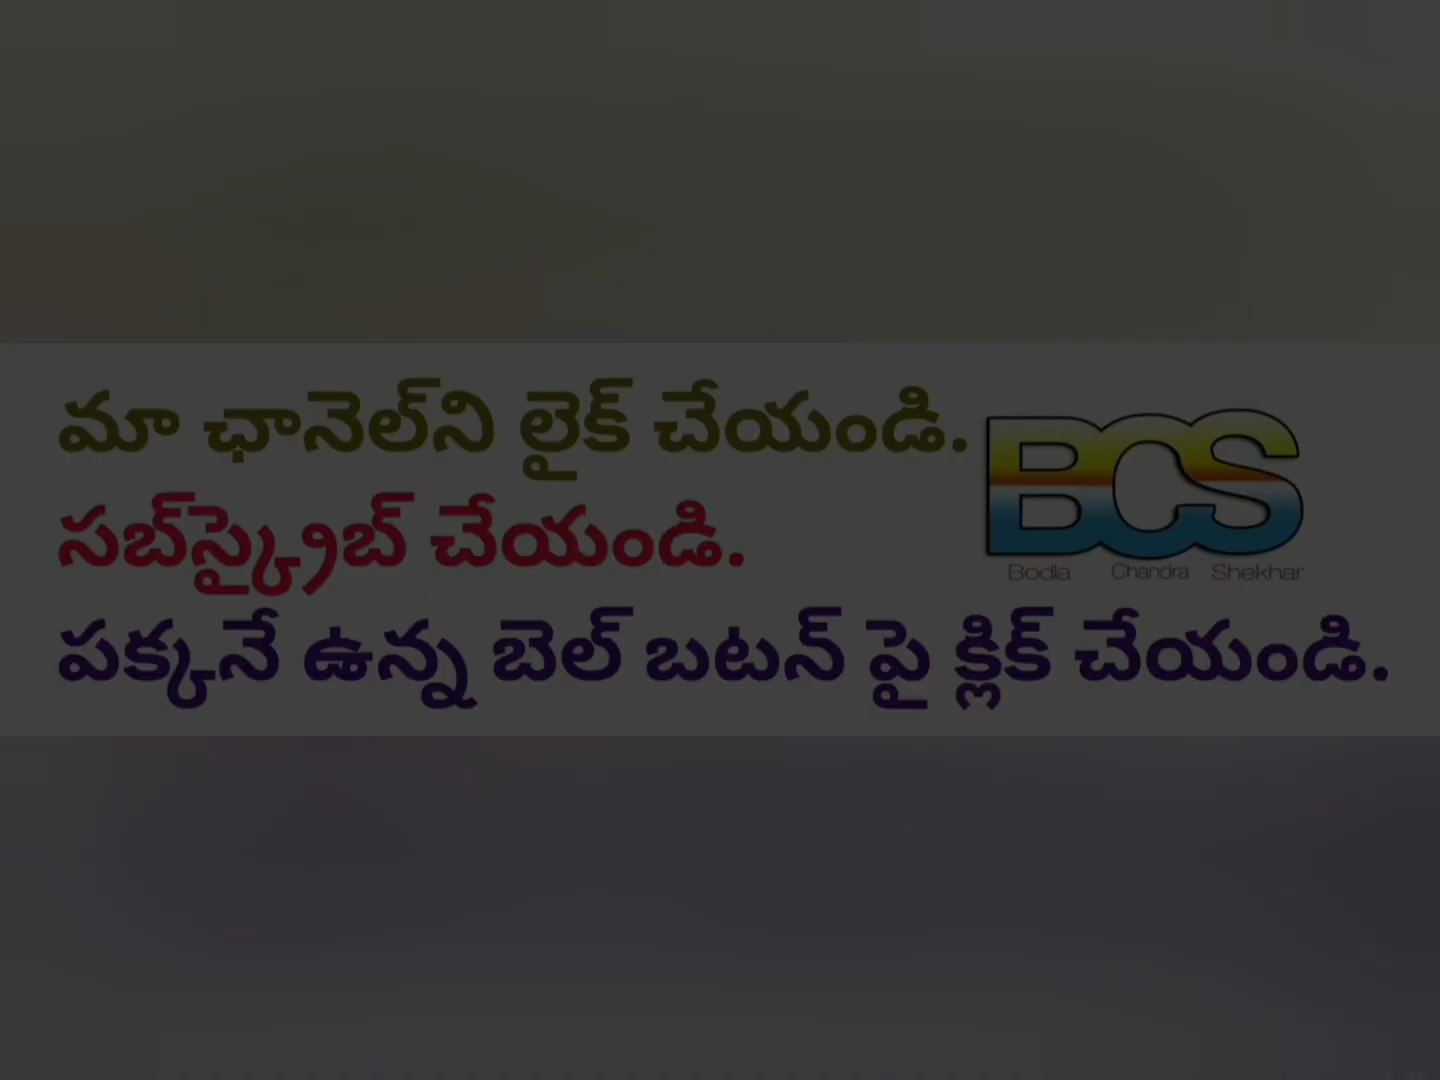 మా ఛానెల్‌ని లైక్ చేయండి.
సబ్‌స్క్రైబ్ చేయండి.
పక్కనే ఉన్న బెల్ బటన్ పై క్లిక్ చేయండి.
BCS
Bodla Chandra Shekhar